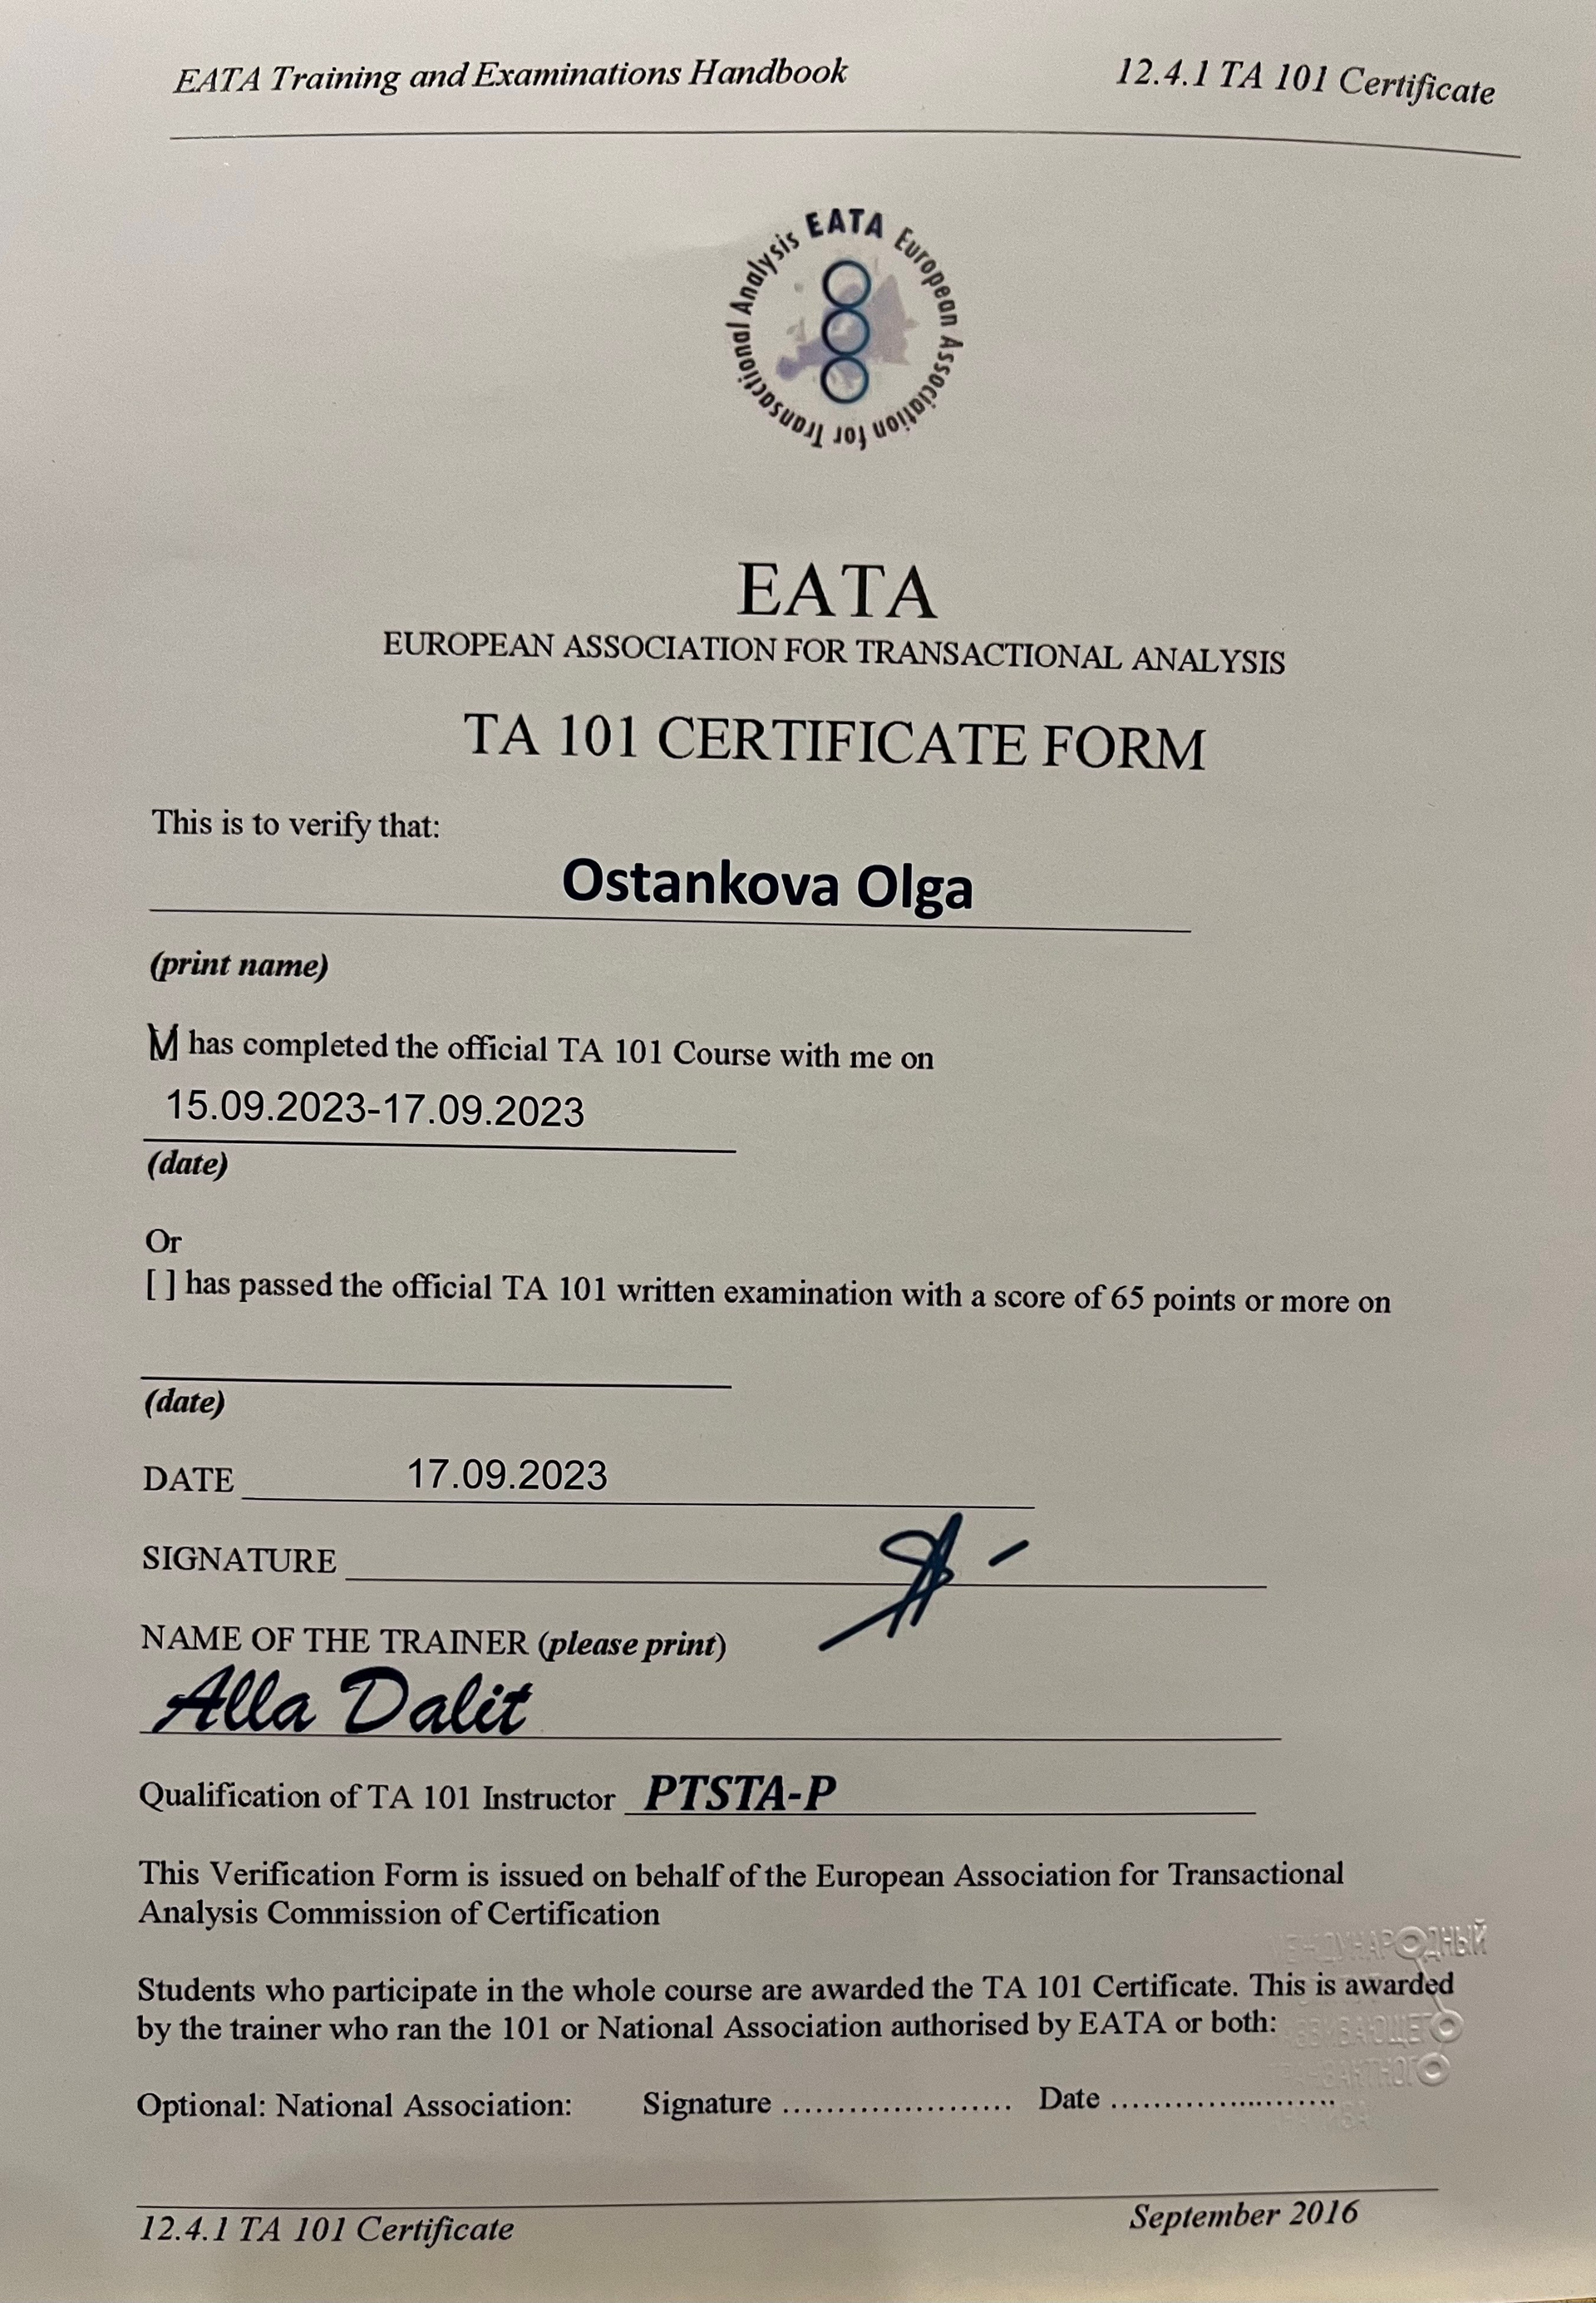 EATA Training and Examinations Handbook
12.4.1 TA 101 Certificate
EATA European Association for Transactional Analysis
EATA
EUROPEAN ASSOCIATION FOR TRANSACTIONAL ANALYSIS
TA 101 CERTIFICATE FORM
This is to verify that:
Ostankova Olga
(print name)
[V] has completed the official TA 101 Course with me on
15.09.2023-17.09.2023
(date)
Or
[ ] has passed the official TA 101 written examination with a score of 65 points or more on
(date)
DATE 17.09.2023
SIGNATURE
NAME OF THE TRAINER (please print)
Alla Dalit
Qualification of TA 101 Instructor PTSTA-P
This Verification Form is issued on behalf of the European Association for Transactional
Analysis Commission of Certification
Students who participate in the whole course are awarded the TA 101 Certificate. This is awarded
by the trainer who ran the 101 or National Association authorised by EATA or both:
МЕЖДУНАРОДНЫЙ
Optional: National Association: Signature ..................... Date .........................
12.4.1 TA 101 Certificate
September 2016